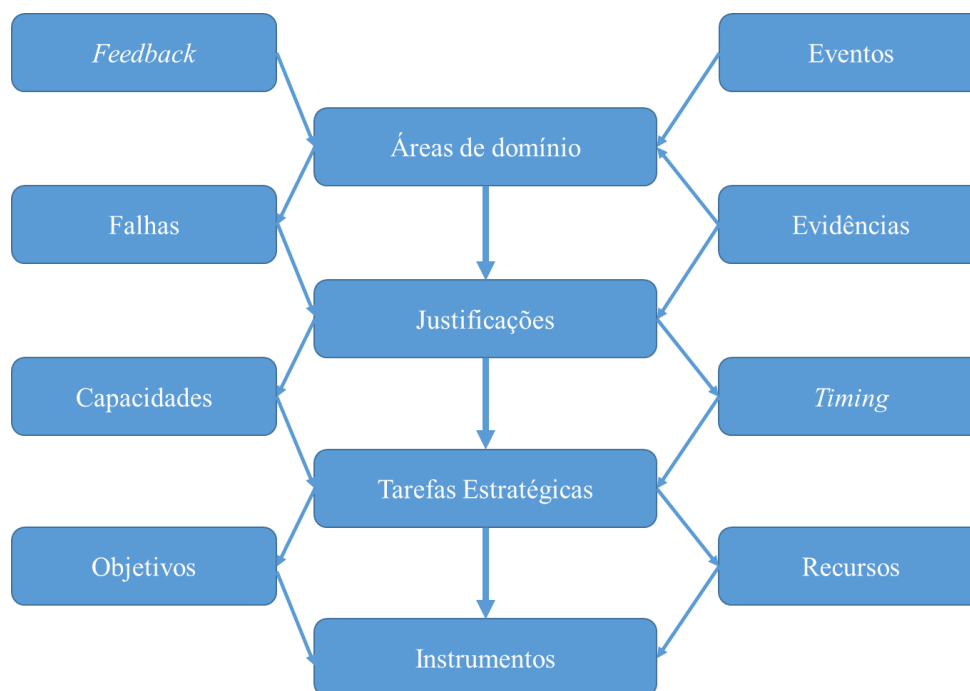 Feedback
Eventos
Áreas de domínio
Falhas
Evidências
Justificações
Capacidades
Timing
Tarefas Estratégicas
Objetivos
Recursos
Instrumentos